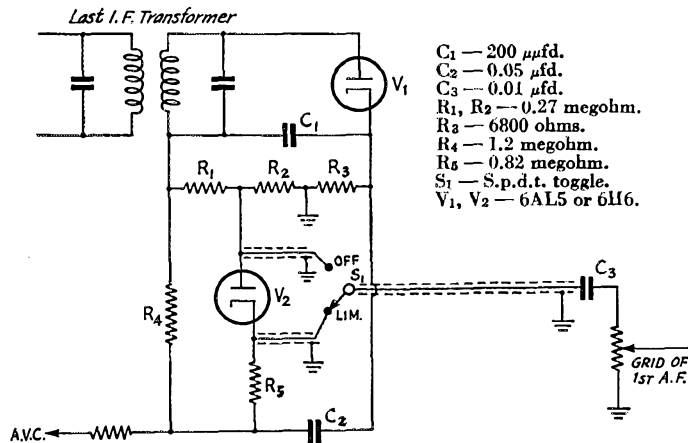 Last I.F. Transformer
V1
C1
C1 — 200 μμfd.
C2 — 0.05 μfd.
C3 — 0.01 μfd.
R1, R2 — 0.27 megohm.
R3 — 6800 ohms.
R4 — 1.2 megohm.
R5 — 0.82 megohm.
S1 — S.p.d.t. toggle.
V1, V2 — 6AL5 or 6H6.
R1
R2
R3
OFF
S1
C3
V2
LIM.
R4
GRID OF
1ST A.F.
R5
A.V.C.
C2